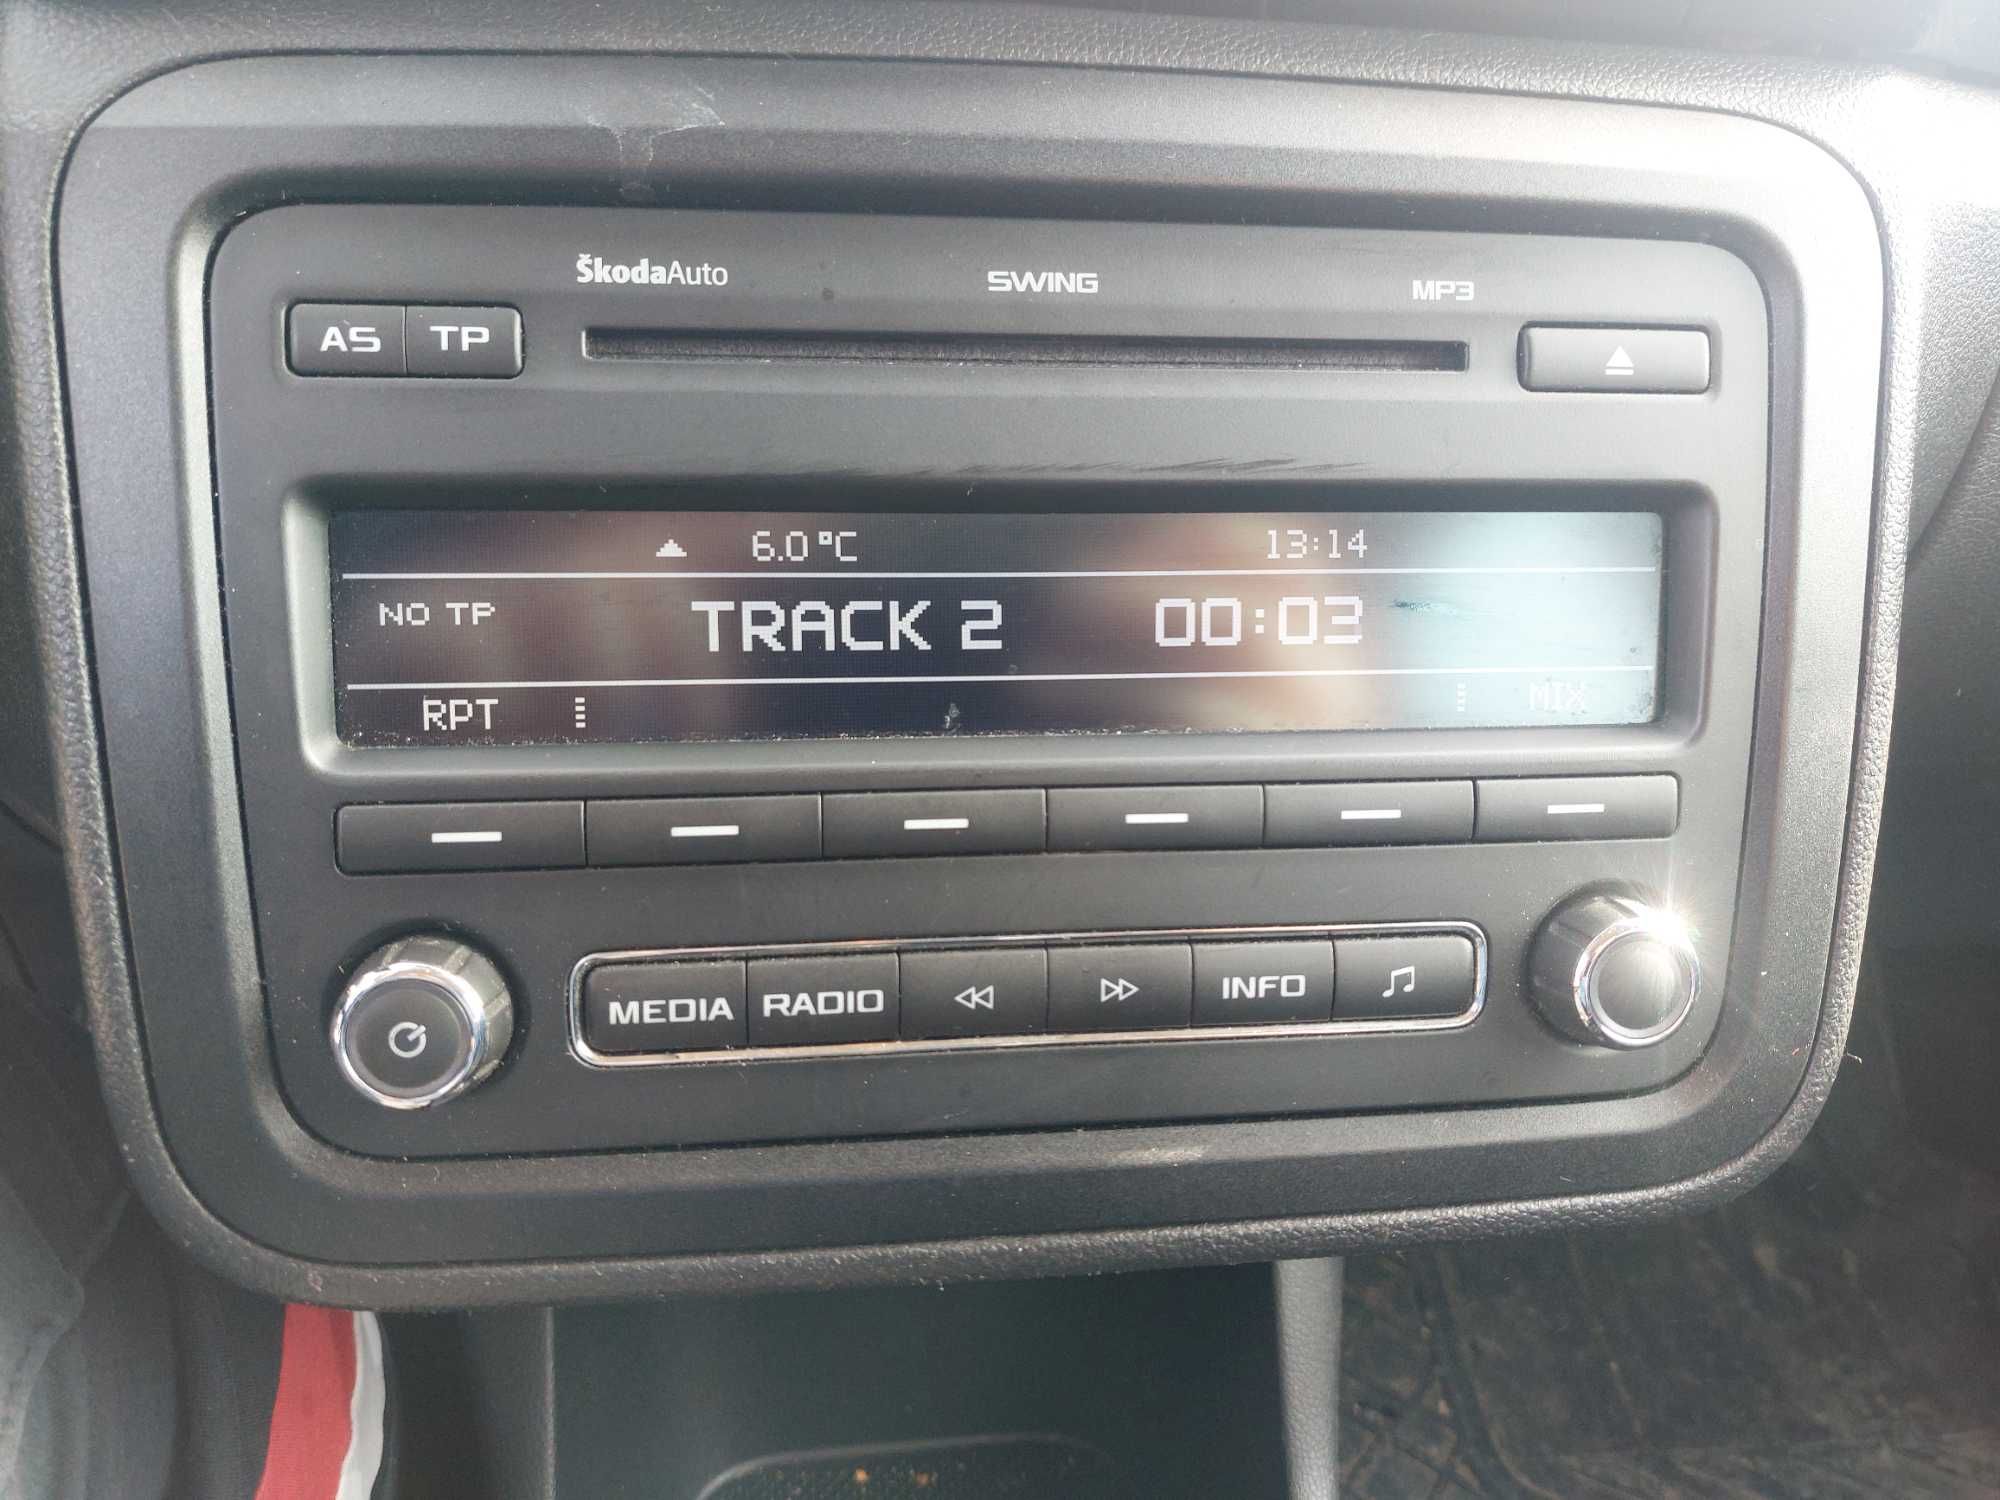 ŠkodaAuto SWING MP3
AS TP
6.0°C 13:14
NO TP TRACK 2 00:03
RPT MIX
MEDIA RADIO INFO